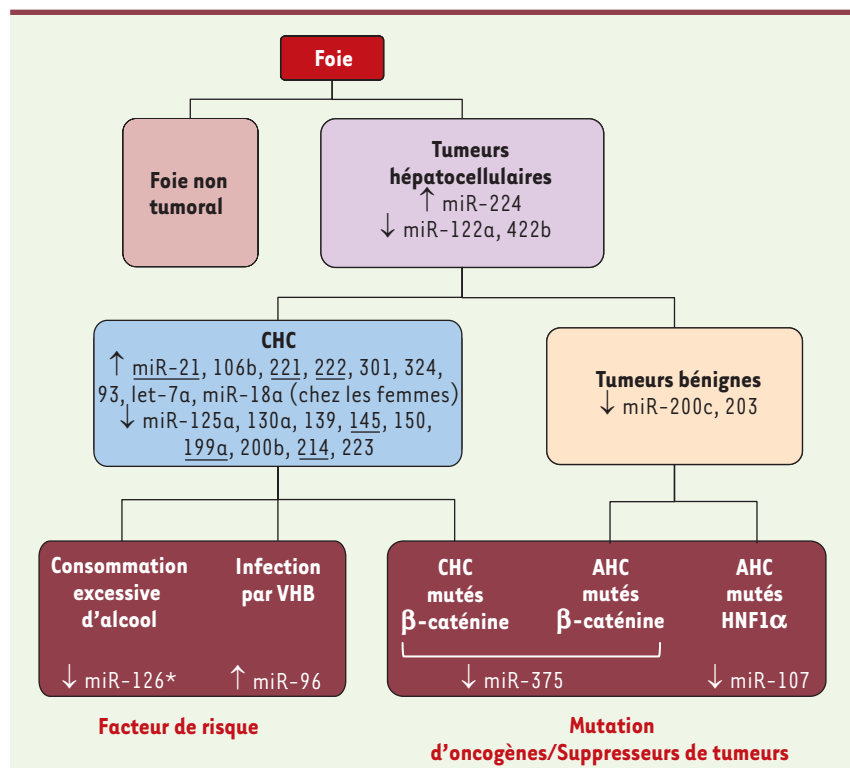 Foie
Foie non
tumoral
Tumeurs
hépatocellulaires
↑ miR-224
↓ miR-122a, 422b
CHC
↑ miR-21, 106b, 221, 222, 301, 324,
93, let-7a, miR-18a (chez les femmes)
↓ miR-125a, 130a, 139, 145, 150,
199a, 200b, 214, 223
Tumeurs bénignes
↓ miR-200c, 203
Consommation
excessive
d'alcool
↓ miR-126*
Infection
par VHB
↑ miR-96
CHC
mutés
β-caténine
AHC
mutés
β-caténine
↓ miR-375
AHC
mutés
HNF1α
↓ miR-107
Facteur de risque
Mutation
d'oncogènes/Suppresseurs de tumeurs